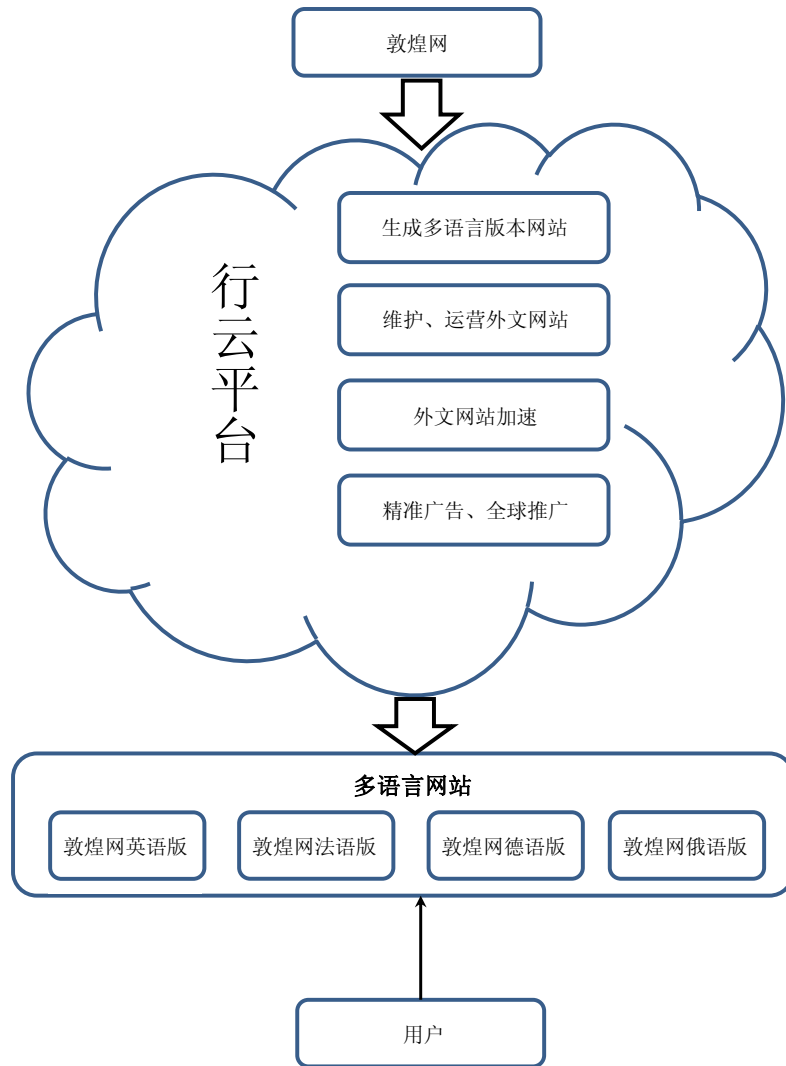 敦煌网
行云平台
生成多语言版本网站
维护、运营外文网站
外文网站加速
精准广告、全球推广
多语言网站
敦煌网英语版
敦煌网法语版
敦煌网德语版
敦煌网俄语版
用户